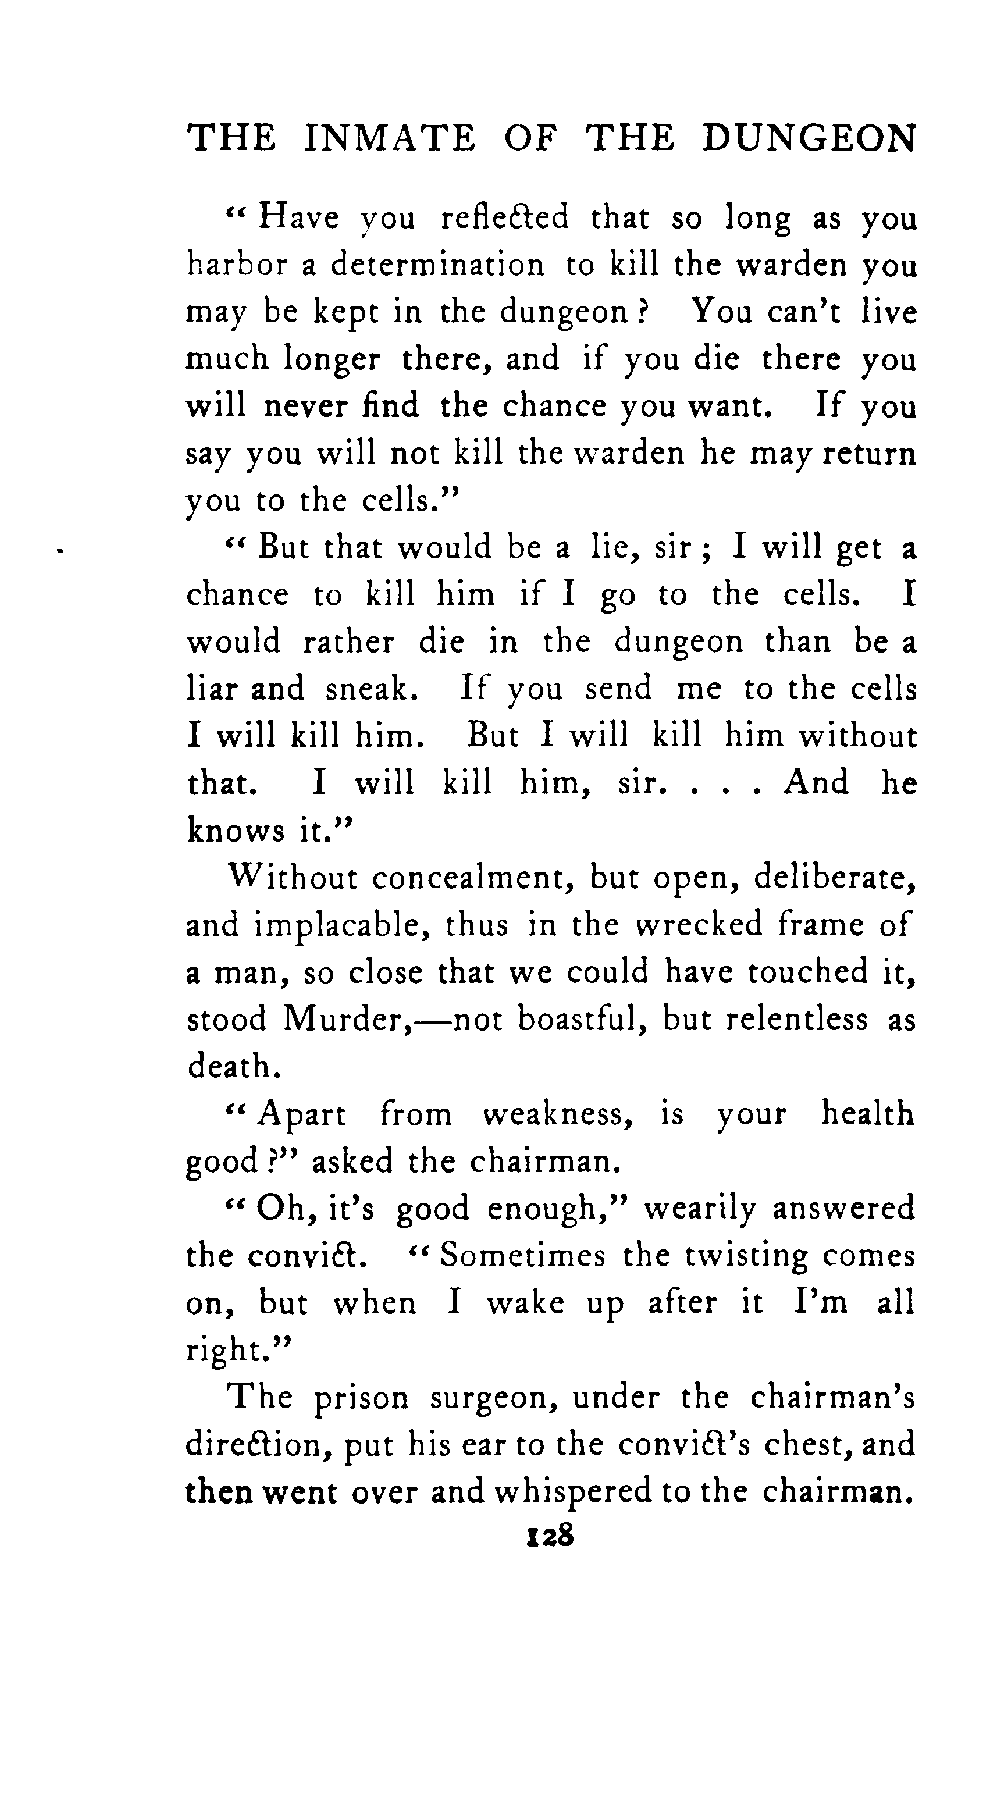 THE INMATE OF THE DUNGEON
“ Have you reflected that so long as you
harbor a determination to kill the warden you
may be kept in the dungeon ? You can’t live
much longer there, and if you die there you
will never find the chance you want. If you
say you will not kill the warden he may return
you to the cells.”
“ But that would be a lie, sir ; I will get a
chance to kill him if I go to the cells. I
would rather die in the dungeon than be a
liar and sneak. If you send me to the cells
I will kill him. But I will kill him without
that. I will kill him, sir. . . . And he
knows it.”
Without concealment, but open, deliberate,
and implacable, thus in the wrecked frame of
a man, so close that we could have touched it,
stood Murder,—not boastful, but relentless as
death.
“ Apart from weakness, is your health
good ?” asked the chairman.
“ Oh, it’s good enough,” wearily answered
the convict. “ Sometimes the twisting comes
on, but when I wake up after it I’m all
right.”
The prison surgeon, under the chairman’s
direction, put his ear to the convict’s chest, and
then went over and whispered to the chairman.
128